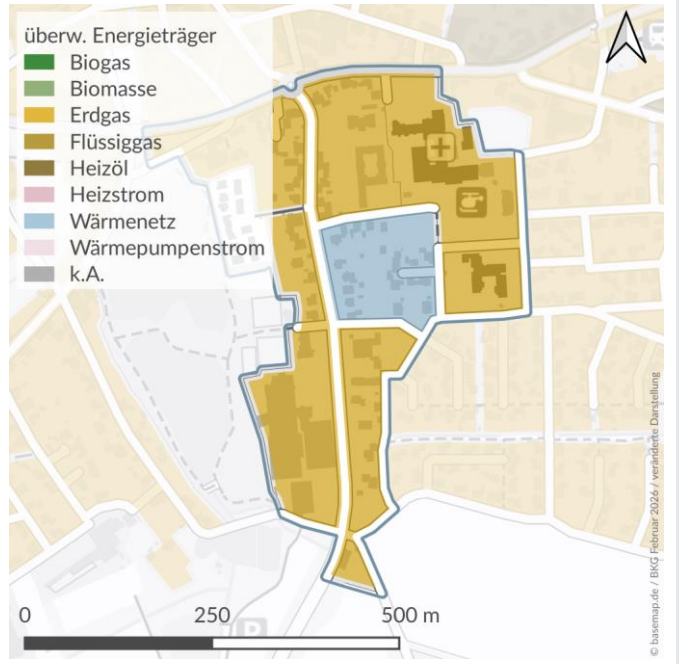 überw. Energieträger
Biogas
Biomasse
Erdgas
Flüssiggas
Heizöl
Heizstrom
Wärmenetz
Wärmepumpenstrom
k.A.
0 250 500 m
P
© basemap.de / BKG Februar 2026 / veränderte Darstellung